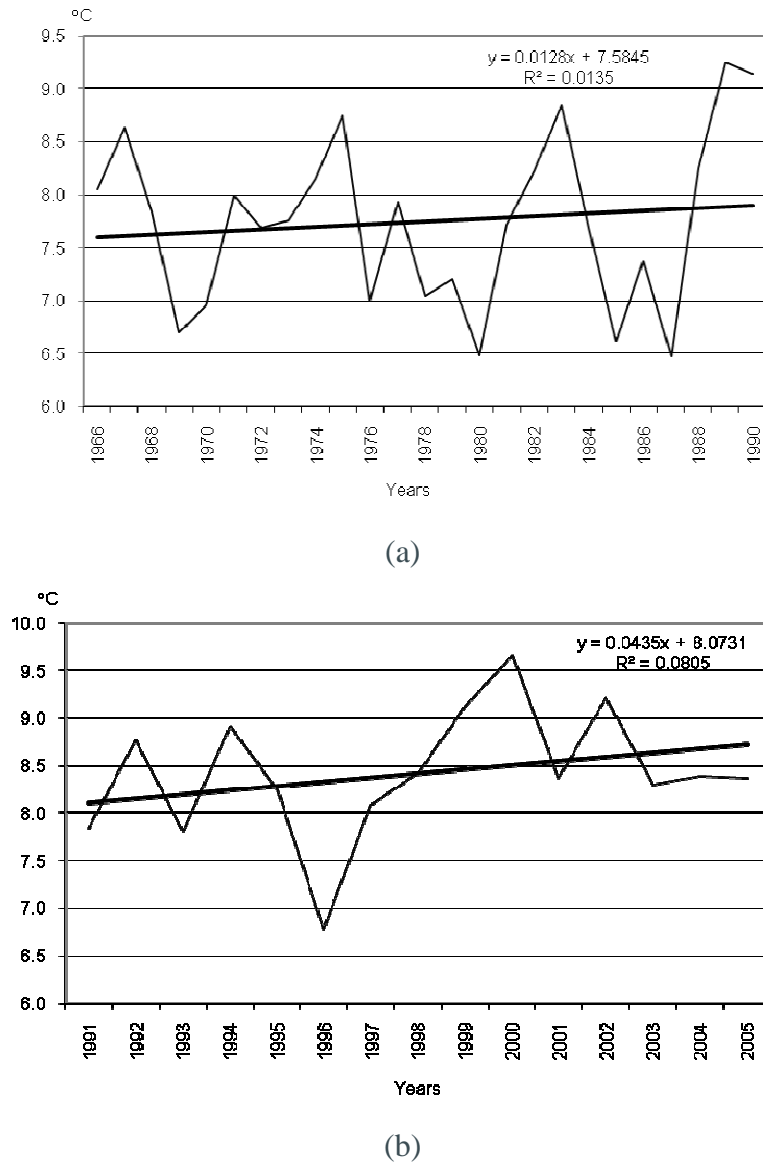 °C
9.5
y = 0.0128x + 7.5845
R² = 0.0135
9.0
8.5
8.0
7.5
7.0
6.5
6.0
1966 1968 1970 1972 1974 1976 1978 1980 1982 1984 1986 1988 1990
Years
(a)
°C
10.0
y = 0.0435x + 8.0731
R² = 0.0805
9.5
9.0
8.5
8.0
7.5
7.0
6.5
6.0
1991 1992 1993 1994 1995 1996 1997 1998 1999 2000 2001 2002 2003 2004 2005
Years
(b)